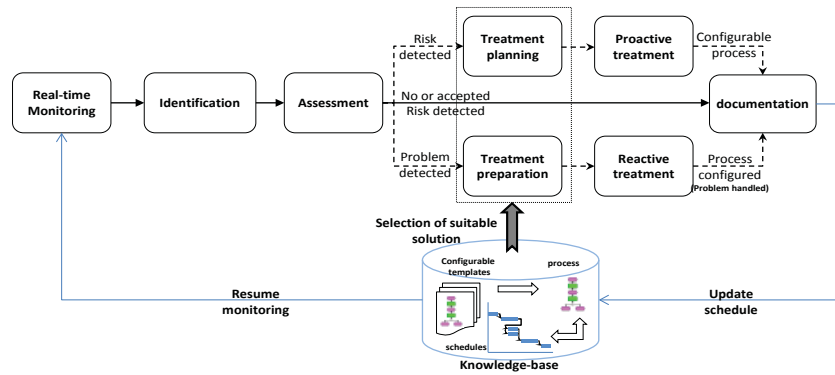 Real-time
Monitoring
Identification
Assessment
Risk
detected
Treatment
planning
Proactive
treatment
Configurable
process
No or accepted
Risk detected
documentation
Problem
detected
Treatment
preparation
Reactive
treatment
Process
configured
(Problem handled)
Selection of suitable
solution
Configurable
templates
process
schedules
Knowledge-base
Resume
monitoring
Update
schedule